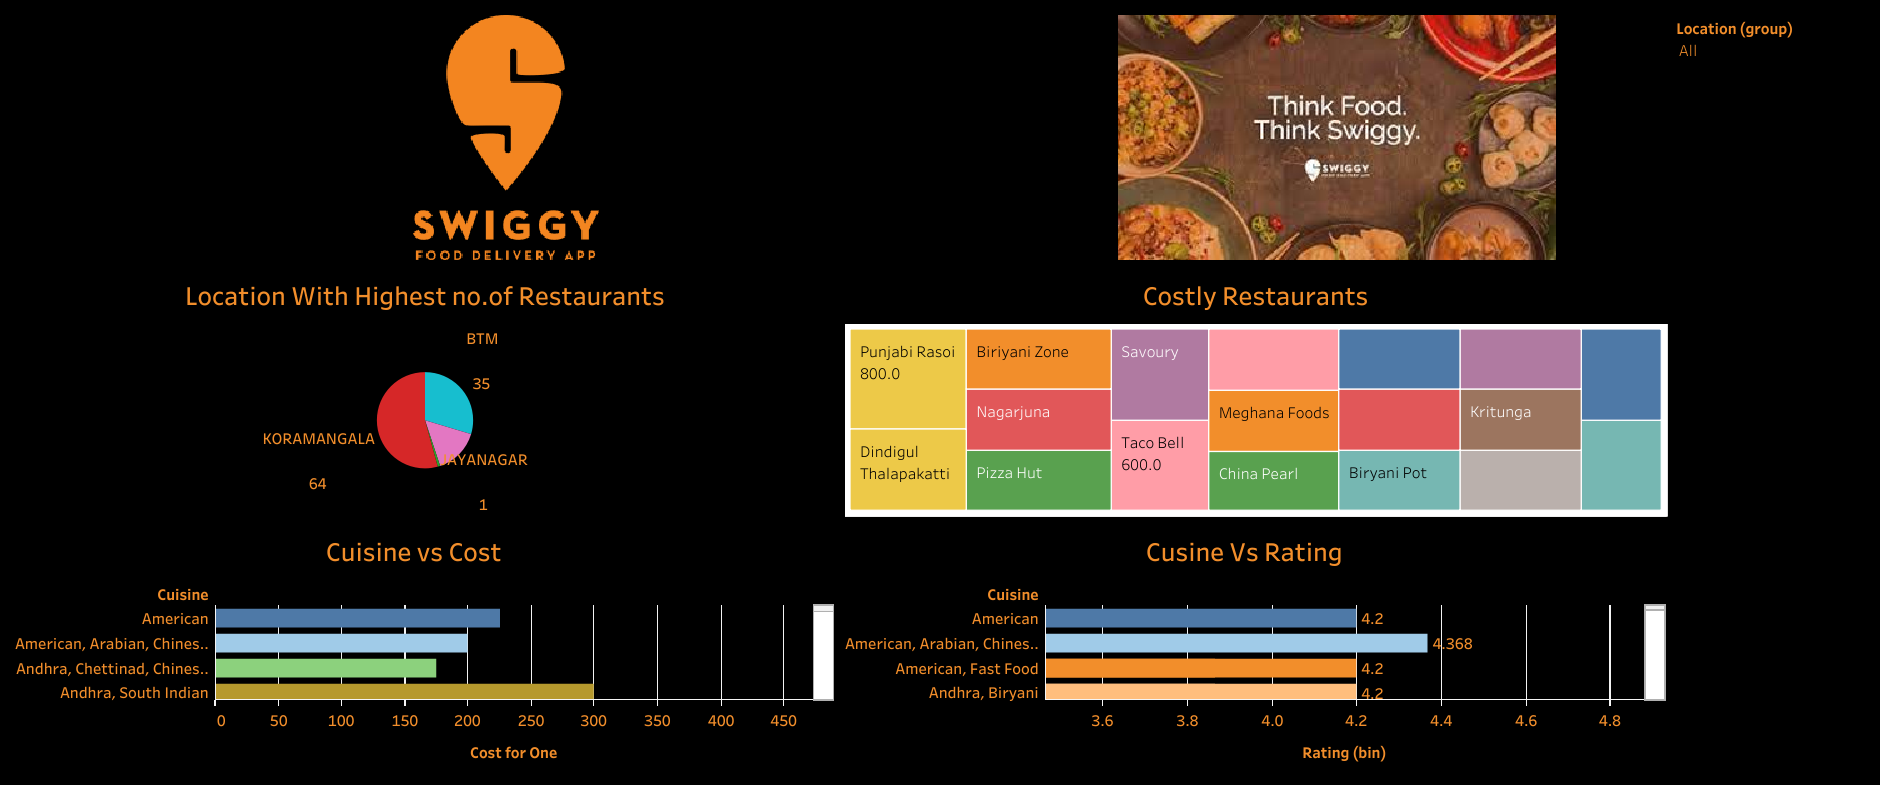 SWIGGY
FOOD DELIVERY APP
Think Food.
Think Swiggy.
SWIGGY
Location (group)
All
Location With Highest no.of Restaurants
BTM
35
KORAMANGALA
64
AYANAGAR
1
Costly Restaurants
Punjabi Rasoi
800.0
Dindigul
Thalapakatti
Biriyani Zone
Nagarjuna
Pizza Hut
Savoury
Taco Bell
600.0
Meghana Foods
China Pearl
Biryani Pot
Kritunga
Cuisine vs Cost
Cuisine
American
American, Arabian, Chines..
Andhra, Chettinad, Chines..
Andhra, South Indian
0 50 100 150 200 250 300 350 400 450
Cost for One
Cusine Vs Rating
Cuisine
American 4.2
American, Arabian, Chines.. 4.368
American, Fast Food 4.2
Andhra, Biryani 4.2
3.6 3.8 4.0 4.2 4.4 4.6 4.8
Rating (bin)